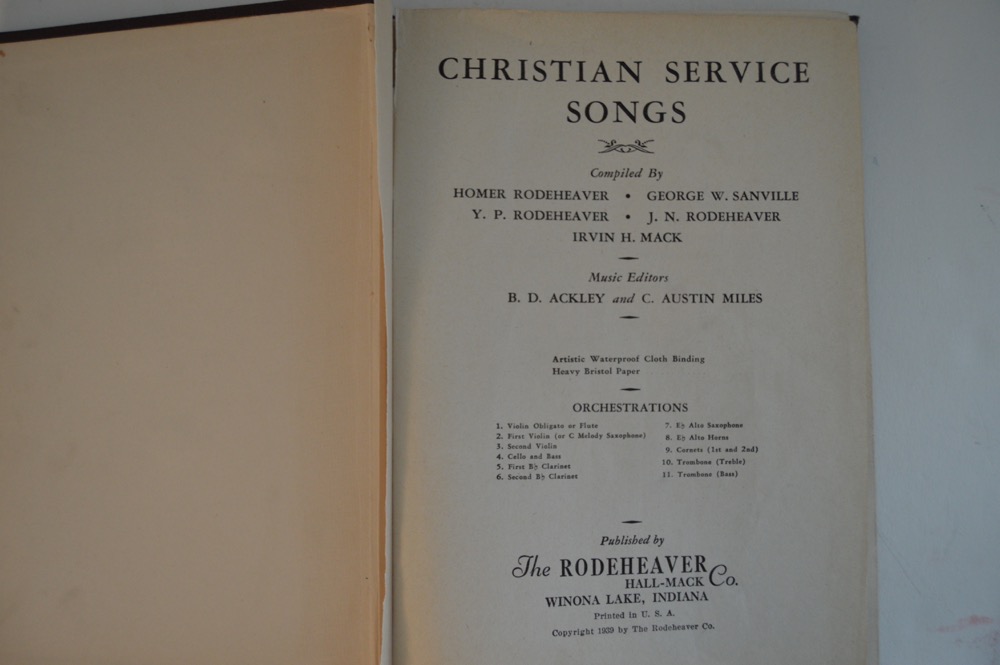 CHRISTIAN SERVICE
SONGS
Compiled By
HOMER RODEHEAVER • GEORGE W. SANVILLE
Y. P. RODEHEAVER • J. N. RODEHEAVER
IRVIN H. MACK
Music Editors
B. D. ACKLEY and C. AUSTIN MILES
Artistic Waterproof Cloth Binding
Heavy Bristol Paper
ORCHESTRATIONS
1. Violin Obligato or Flute
2. First Violin (or C Melody Saxophone)
3. Second Violin
4. Cello and Bass
5. First B♭ Clarinet
6. Second B♭ Clarinet
7. E♭ Alto Saxophone
8. E♭ Alto Horns
9. Cornets (1st and 2nd)
10. Trombone (Treble)
11. Trombone (Bass)
Published by
The RODEHEAVER
HALL-MACK Co.
WINONA LAKE, INDIANA
Printed in U. S. A.
Copyright 1939 by The Rodeheaver Co.